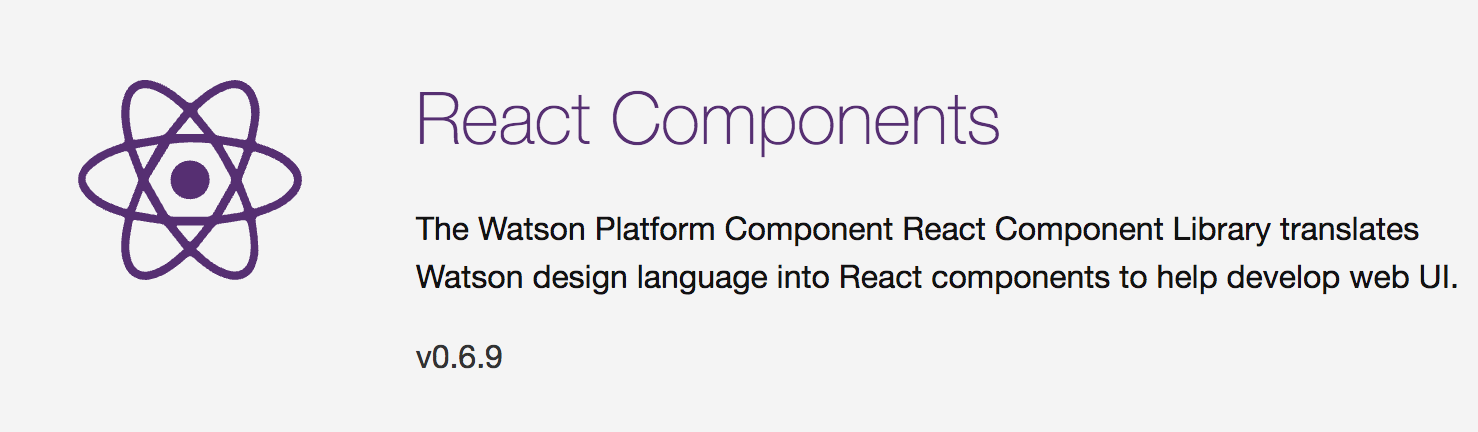 React Components
The Watson Platform Component React Component Library translates
Watson design language into React components to help develop web UI.
v0.6.9